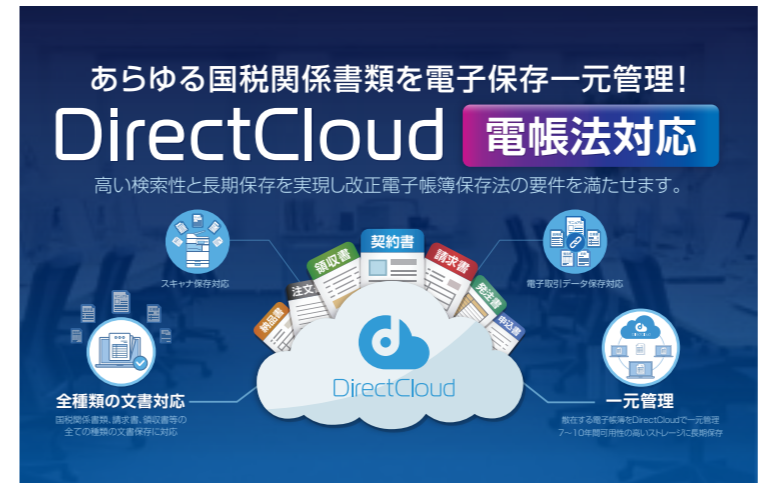 あらゆる国税関係書類を電子保存一元管理！
DirectCloud 電帳法対応
高い検索性と長期保存を実現し改正電子帳簿保存法の要件を満たせます。
スキャナ保存対応
電子取引データ保存対応
納品書
注文
領収書
契約書
請求書
発注書
申込書
DirectCloud
全種類の文書対応
国税関係書類、請求書、領収書等の
全ての種類の文書保存に対応
一元管理
散在する電子帳簿をDirectCloudで一元管理
7～10年間可用性の高いストレージに長期保存